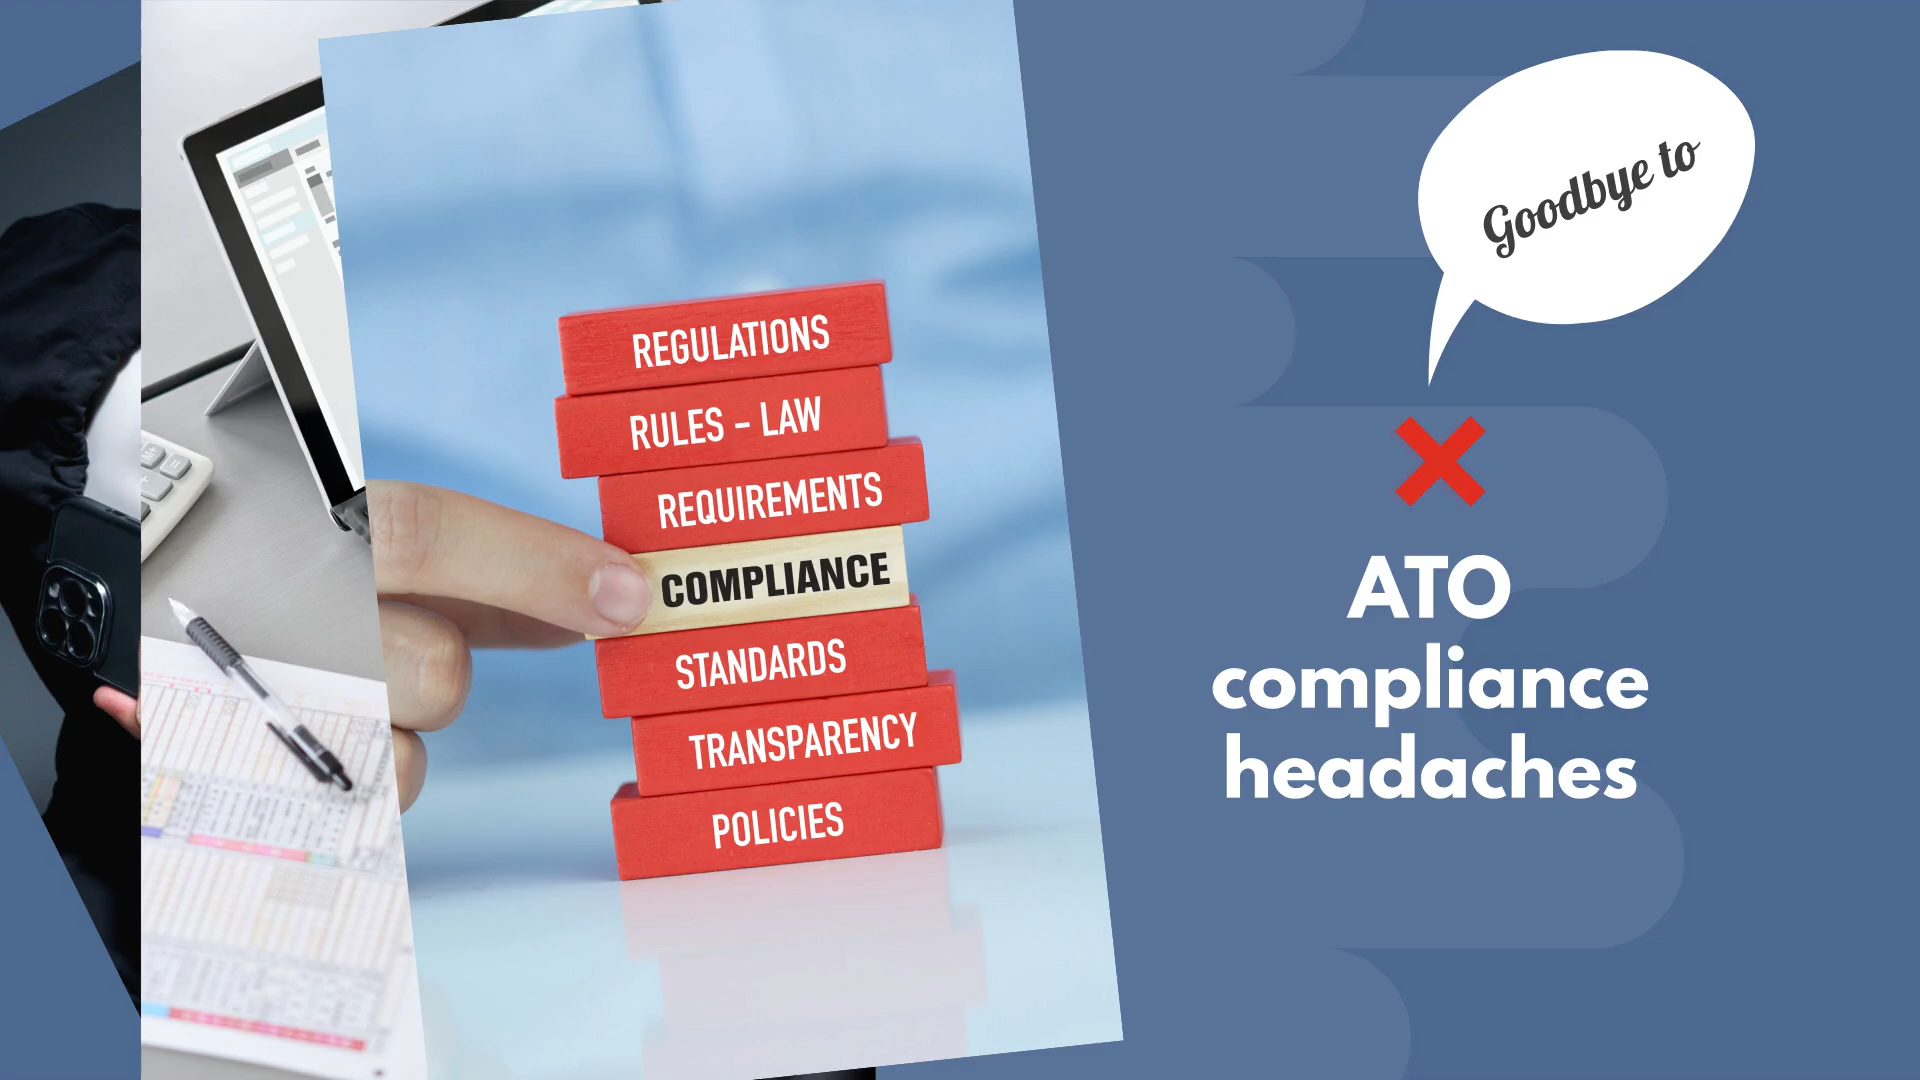 REGULATIONS
RULES – LAW
REQUIREMENTS
COMPLIANCE
STANDARDS
TRANSPARENCY
POLICIES
Goodbye to
ATO
compliance
headaches